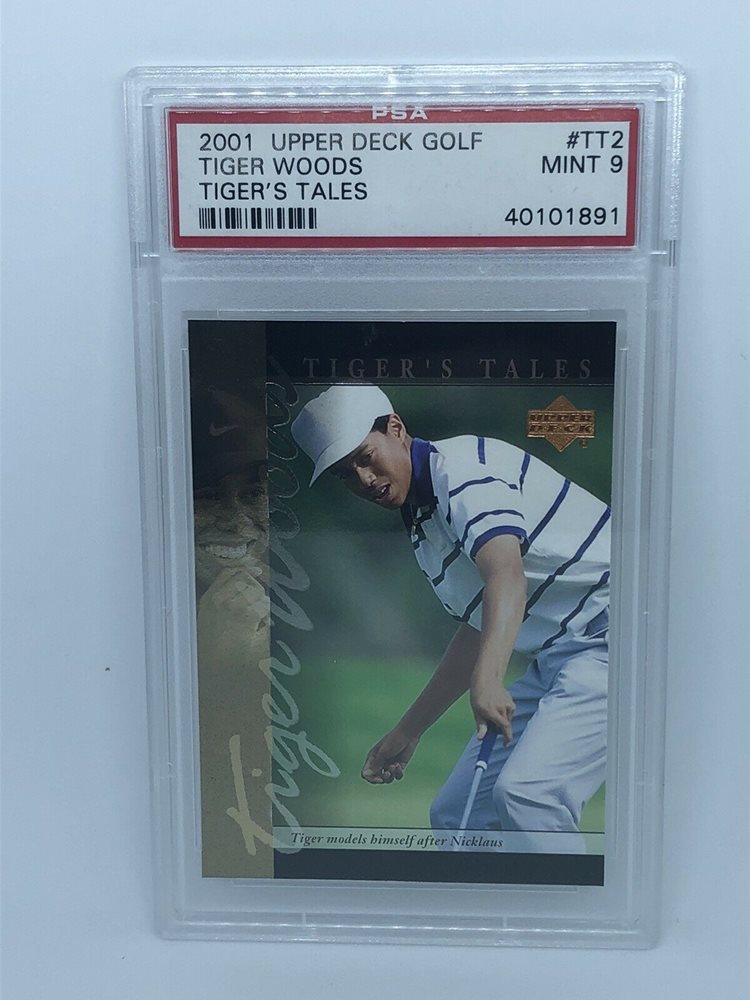 PSA
2001 UPPER DECK GOLF #TT2
TIGER WOODS MINT 9
TIGER'S TALES
40101891
TIGER'S TALES
UPPER
DECK
Tiger Woods
Tiger models himself after Nicklaus